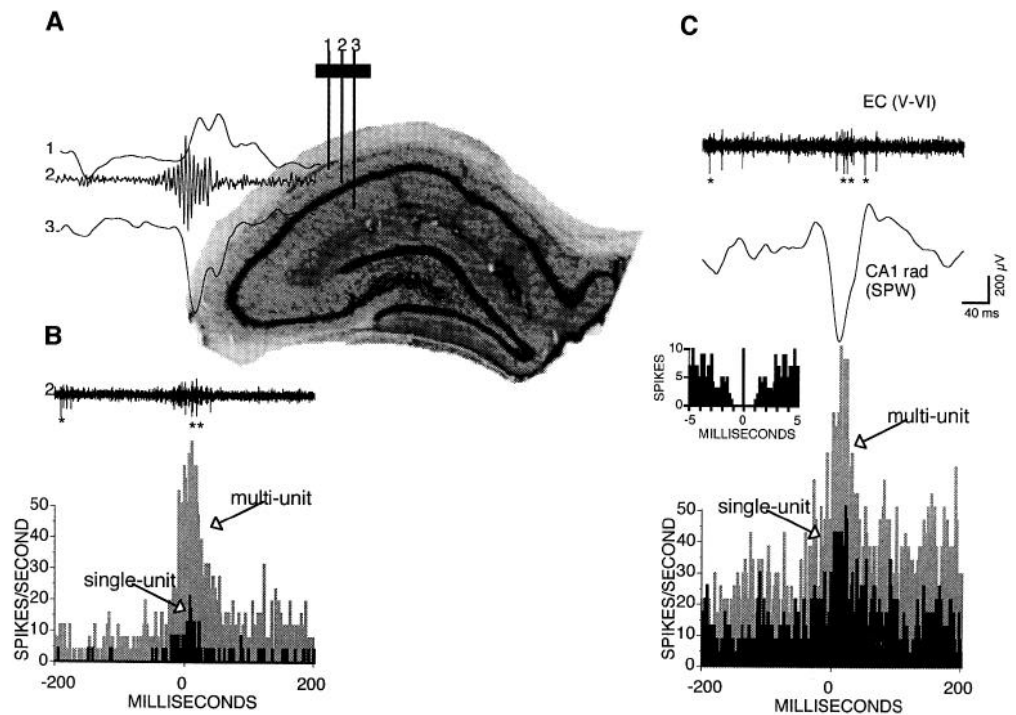 A
1 2 3
1
2
3
B
2
*
**
multi-unit
single-unit
SPIKES/SECOND
50
40
30
20
10
0
-200
0
200
MILLISECONDS
C
EC (V-VI)
*
**
*
CA1 rad
(SPW)
200 μV
40 ms
SPIKES
10
5
0
-5
0
5
MILLISECONDS
multi-unit
single-unit
SPIKES/SECOND
50
40
30
20
10
0
-200
0
200
MILLISECONDS